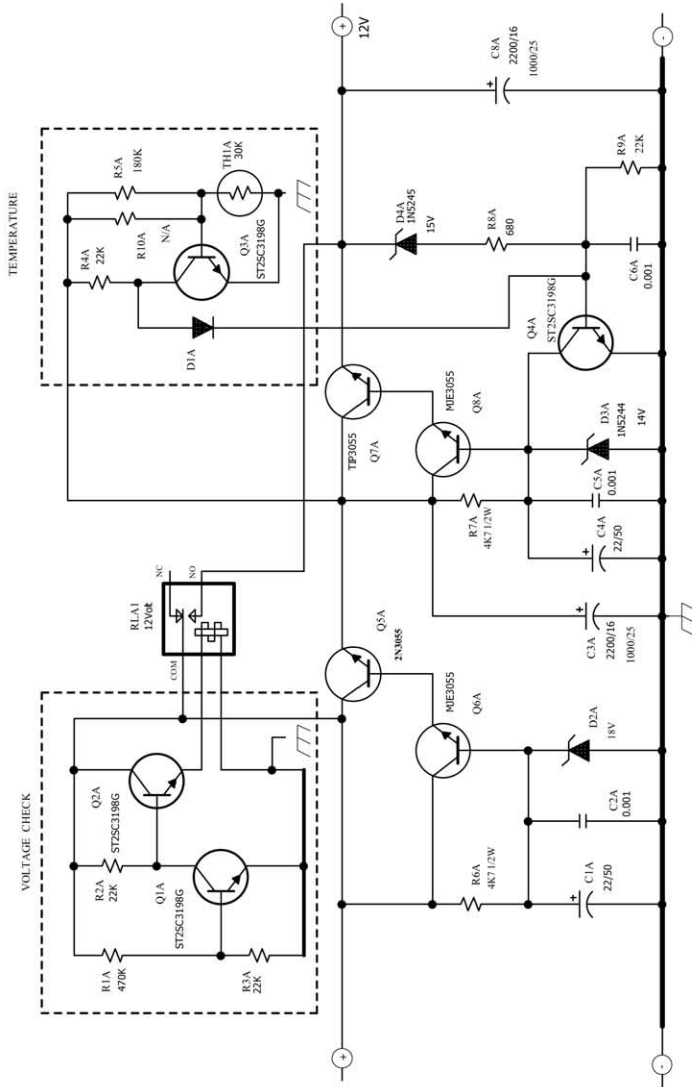 VOLTAGE CHECK
TEMPERATURE
R1A
470K
R2A
22K
R3A
22K
Q1A
ST2SC3198G
Q2A
ST2SC3198G
COM
NC
NO
RLA1
12Volt
R4A
22K
R10A
N/A
R5A
180K
TH1A
30K
Q3A
ST2SC3198G
D1A
+
+
12V
Q5A
2N3055
MJE3055
Q6A
R6A
4K7 1/2W
+
C1A
22/50
C2A
0.001
D2A
18V
TIP3055
Q7A
MJE3055
Q8A
R7A
4K7 1/2W
+
C3A
2200/16
1000/25
+
C4A
22/50
C5A
0.001
D3A
1N5244
14V
Q4A
ST2SC3198G
D4A
1N5245
15V
R8A
680
C6A
0.001
R9A
22K
+
C8A
2200/16
1000/25
-
-